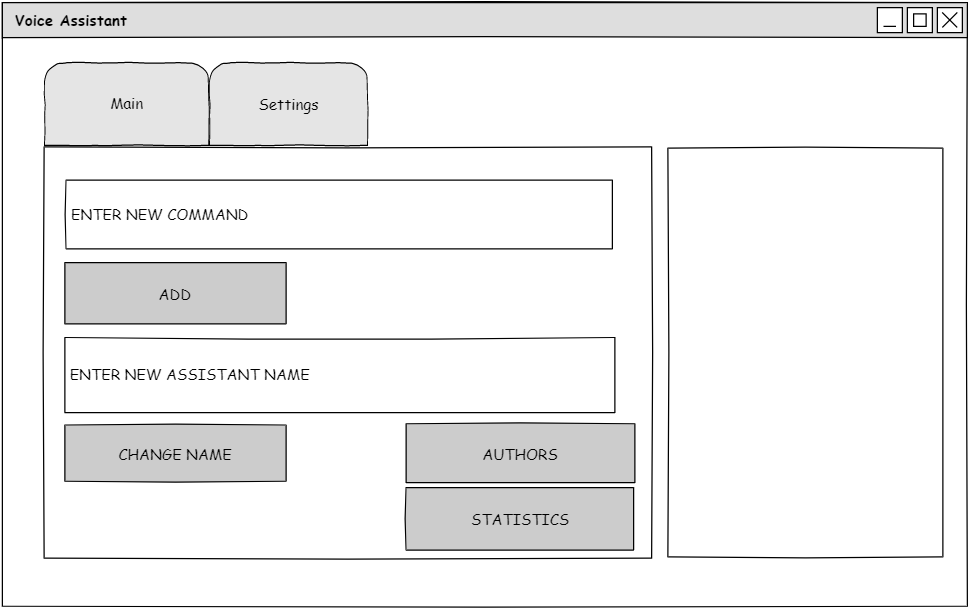 Voice Assistant
Main
Settings
ENTER NEW COMMAND
ADD
ENTER NEW ASSISTANT NAME
CHANGE NAME
AUTHORS
STATISTICS